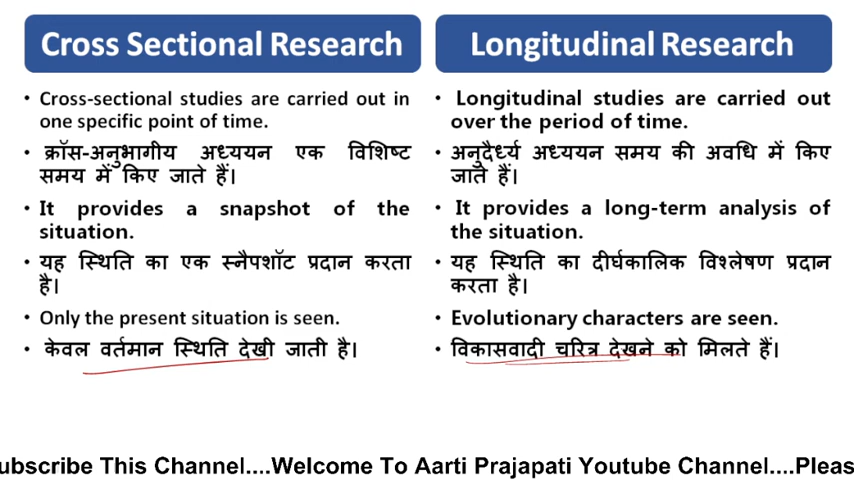 Cross Sectional Research
• Cross-sectional studies are carried out in
one specific point of time.
• क्रॉस-अनुभागीय अध्ययन एक विशिष्ट
समय में किए जाते हैं।
• It provides a snapshot of the
situation.
• यह स्थिति का एक स्नैपशॉट प्रदान करता
है।
• Only the present situation is seen.
• केवल वर्तमान स्थिति देखी जाती है।
Longitudinal Research
• Longitudinal studies are carried out
over the period of time.
• अनुदैर्ध्य अध्ययन समय की अवधि में किए
जाते हैं।
• It provides a long-term analysis of
the situation.
• यह स्थिति का दीर्घकालिक विश्लेषण प्रदान
करता है।
• Evolutionary characters are seen.
• विकासवादी चरित्र देखने को मिलते हैं।
ubscribe This Channel....Welcome To Aarti Prajapati Youtube Channel....Pleas